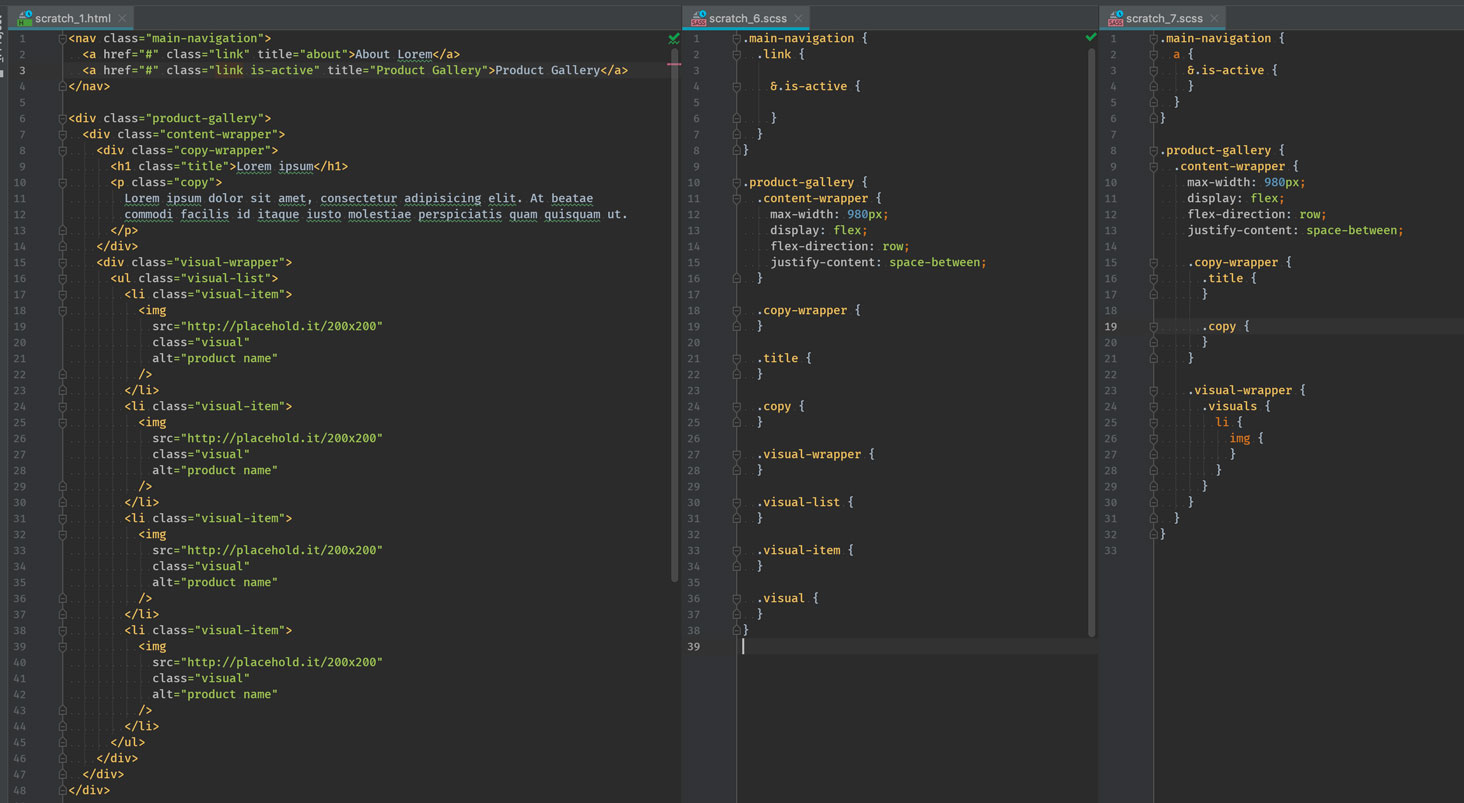 scratch_1.html
1 <nav class="main-navigation">
2 <a href="#" class="link" title="about">About Lorem</a>
3 <a href="#" class="link is-active" title="Product Gallery">Product Gallery</a>
4 </nav>
5
6 <div class="product-gallery">
7 <div class="content-wrapper">
8 <div class="copy-wrapper">
9 <h1 class="title">Lorem ipsum</h1>
10 <p class="copy">
11 Lorem ipsum dolor sit amet, consectetur adipisicing elit. At beatae
12 commodi facilis id itaque iusto molestiae perspiciatis quam quisquam ut.
13 </p>
14 </div>
15 <div class="visual-wrapper">
16 <ul class="visual-list">
17 <li class="visual-item">
18 <img
19 src="http://placehold.it/200x200"
20 class="visual"
21 alt="product name"
22 />
23 </li>
24 <li class="visual-item">
25 <img
26 src="http://placehold.it/200x200"
27 class="visual"
28 alt="product name"
29 />
30 </li>
31 <li class="visual-item">
32 <img
33 src="http://placehold.it/200x200"
34 class="visual"
35 alt="product name"
36 />
37 </li>
38 <li class="visual-item">
39 <img
40 src="http://placehold.it/200x200"
41 class="visual"
42 alt="product name"
43 />
44 </li>
45 </ul>
46 </div>
47 </div>
48 </div>
SASS scratch_6.scss
1 .main-navigation {
2 .link {
3
4 &.is-active {
5
6 }
7 }
8 }
9
10 .product-gallery {
11 .content-wrapper {
12 max-width: 980px;
13 display: flex;
14 flex-direction: row;
15 justify-content: space-between;
16 }
17
18 .copy-wrapper {
19 }
20
21 .title {
22 }
23
24 .copy {
25 }
26
27 .visual-wrapper {
28 }
29
30 .visual-list {
31 }
32
33 .visual-item {
34 }
35
36 .visual {
37 }
38 }
39
SASS scratch_7.scss
1 .main-navigation {
2 a {
3 &.is-active {
4 }
5 }
6 }
7
8 .product-gallery {
9 .content-wrapper {
10 max-width: 980px;
11 display: flex;
12 flex-direction: row;
13 justify-content: space-between;
14
15 .copy-wrapper {
16 .title {
17 }
18
19 .copy {
20 }
21 }
22
23 .visual-wrapper {
24 .visuals {
25 li {
26 img {
27 }
28 }
29 }
30 }
31 }
32 }
33